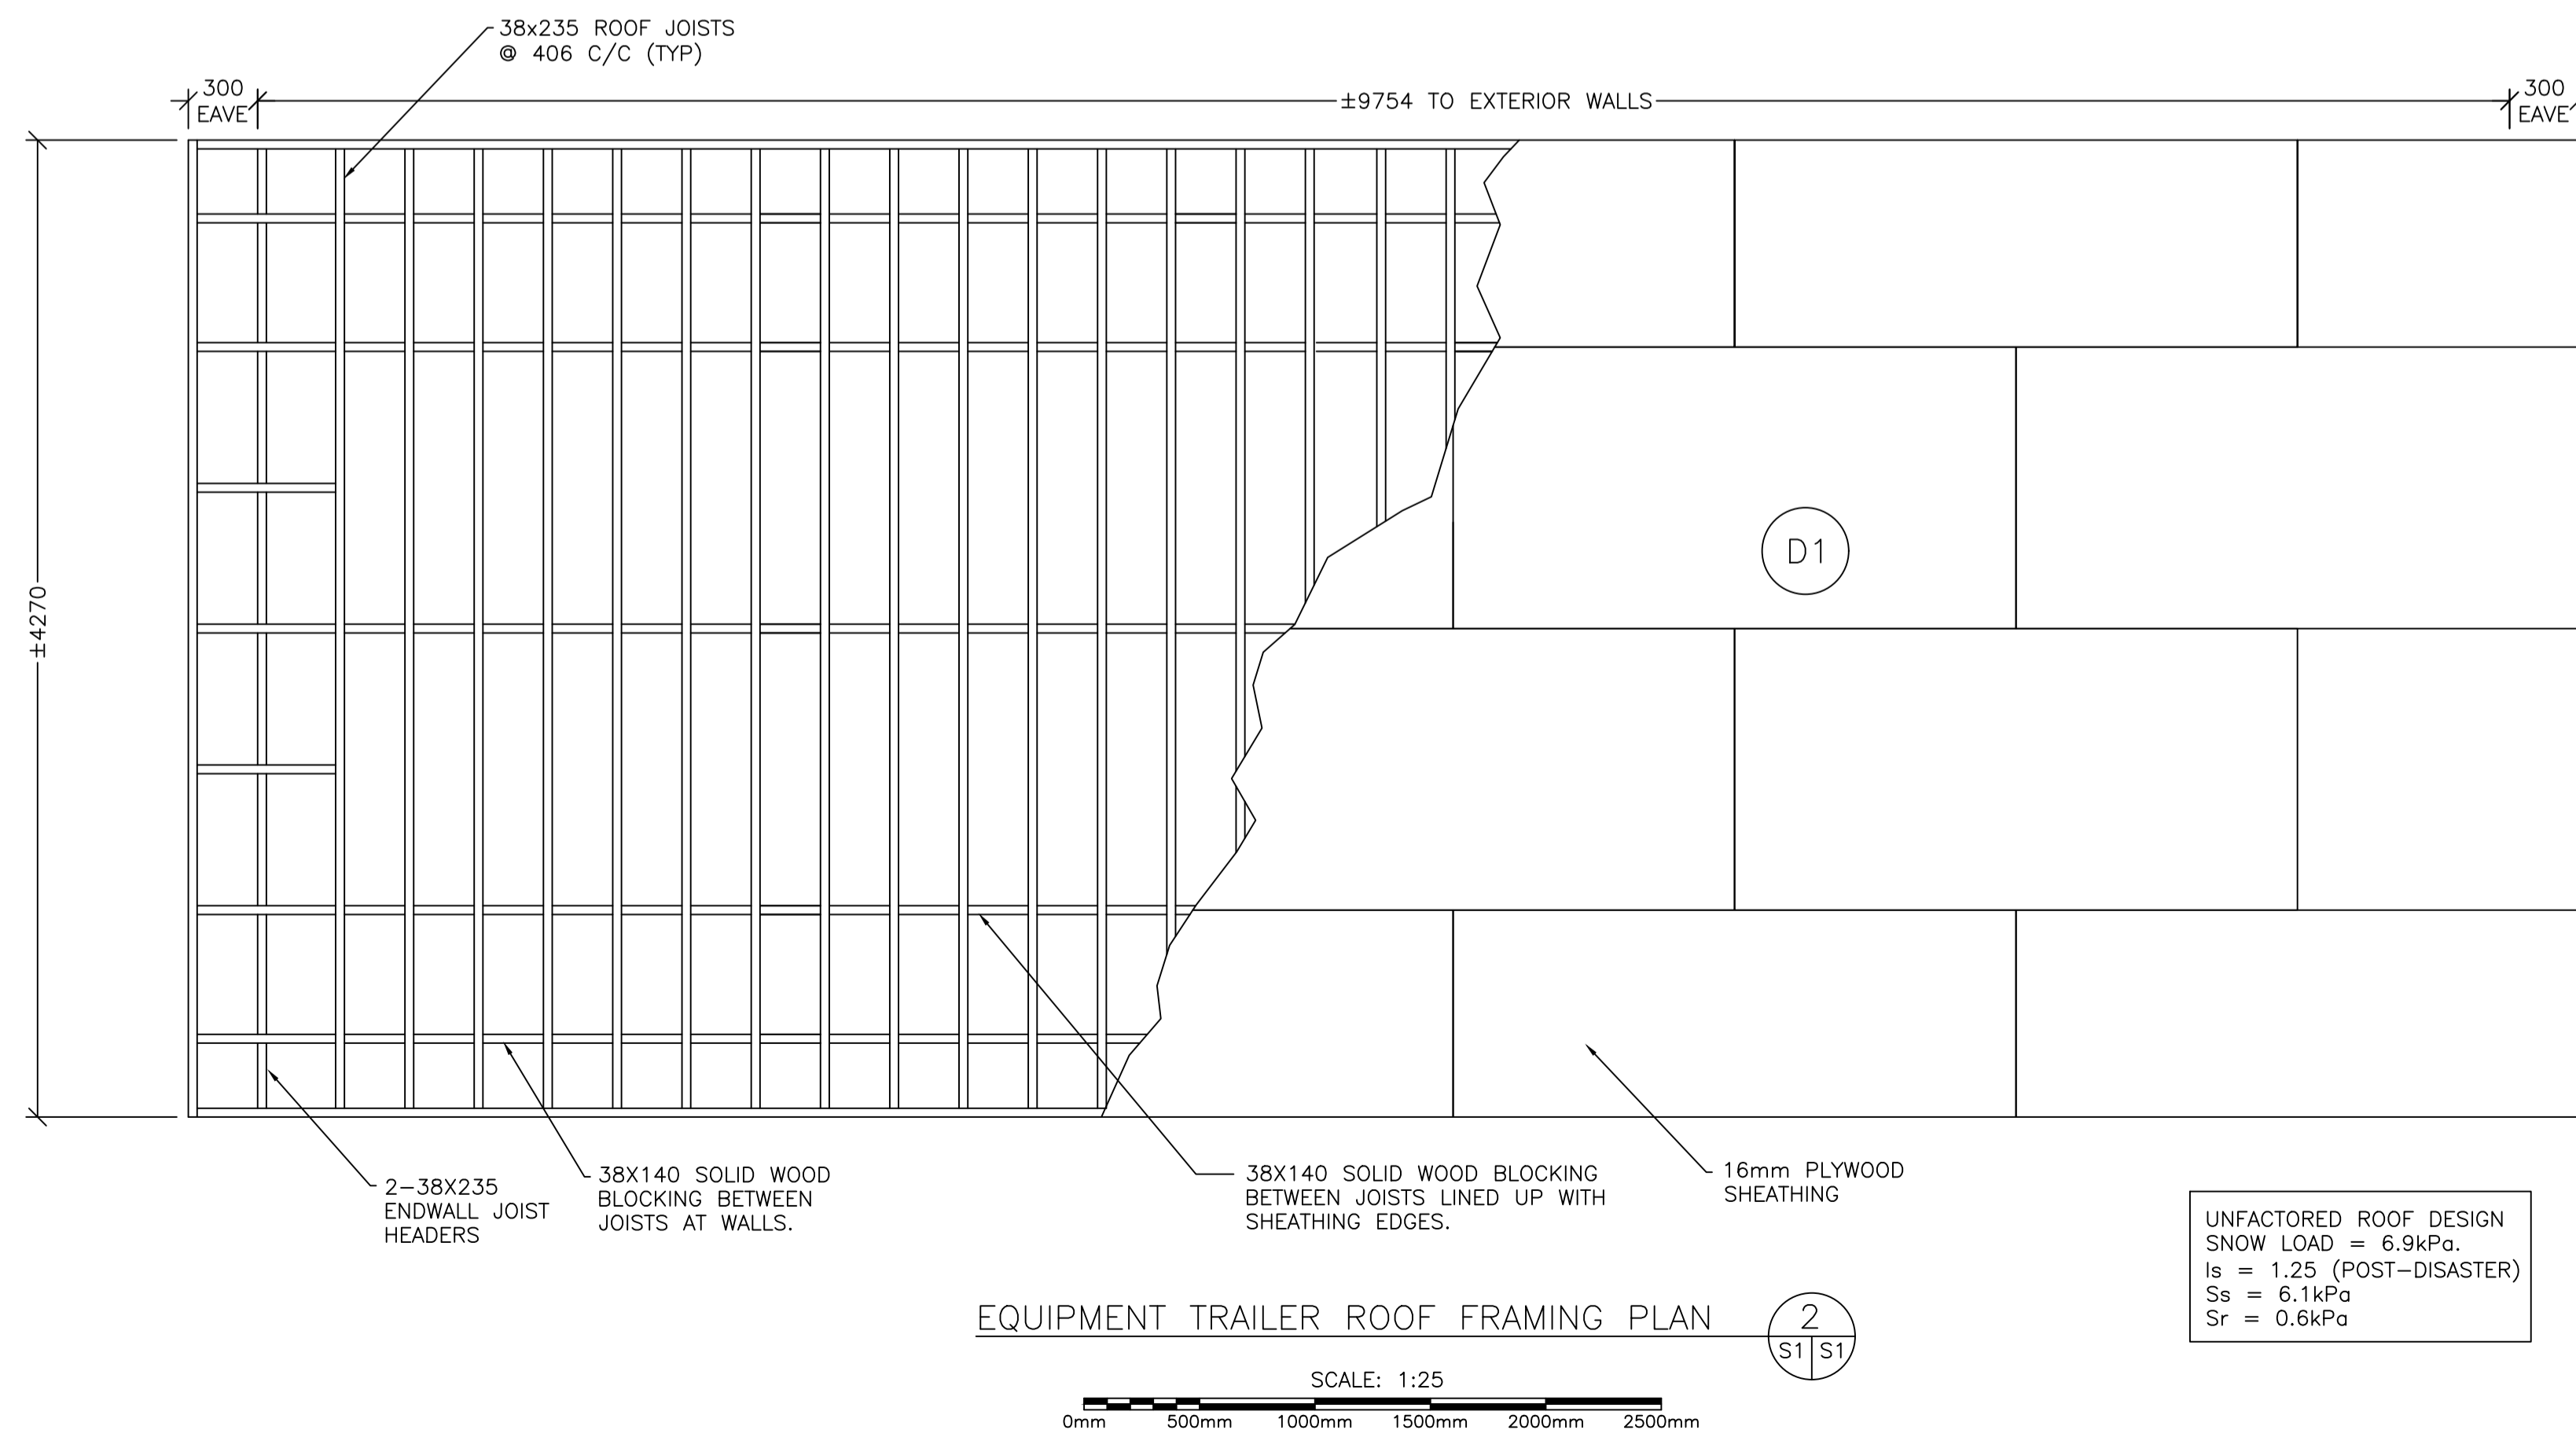 38x235 ROOF JOISTS
@ 406 C/C (TYP)
300
EAVE
±9754 TO EXTERIOR WALLS
300
EAVE
±4270
D1
2-38X235
ENDWALL JOIST
HEADERS
38X140 SOLID WOOD
BLOCKING BETWEEN
JOISTS AT WALLS.
38X140 SOLID WOOD BLOCKING
BETWEEN JOISTS LINED UP WITH
SHEATHING EDGES.
16mm PLYWOOD
SHEATHING
UNFACTORED ROOF DESIGN
SNOW LOAD = 6.9kPa.
Is = 1.25 (POST-DISASTER)
Ss = 6.1kPa
Sr = 0.6kPa
EQUIPMENT TRAILER ROOF FRAMING PLAN
2
S1 S1
SCALE: 1:25
0mm 500mm 1000mm 1500mm 2000mm 2500mm